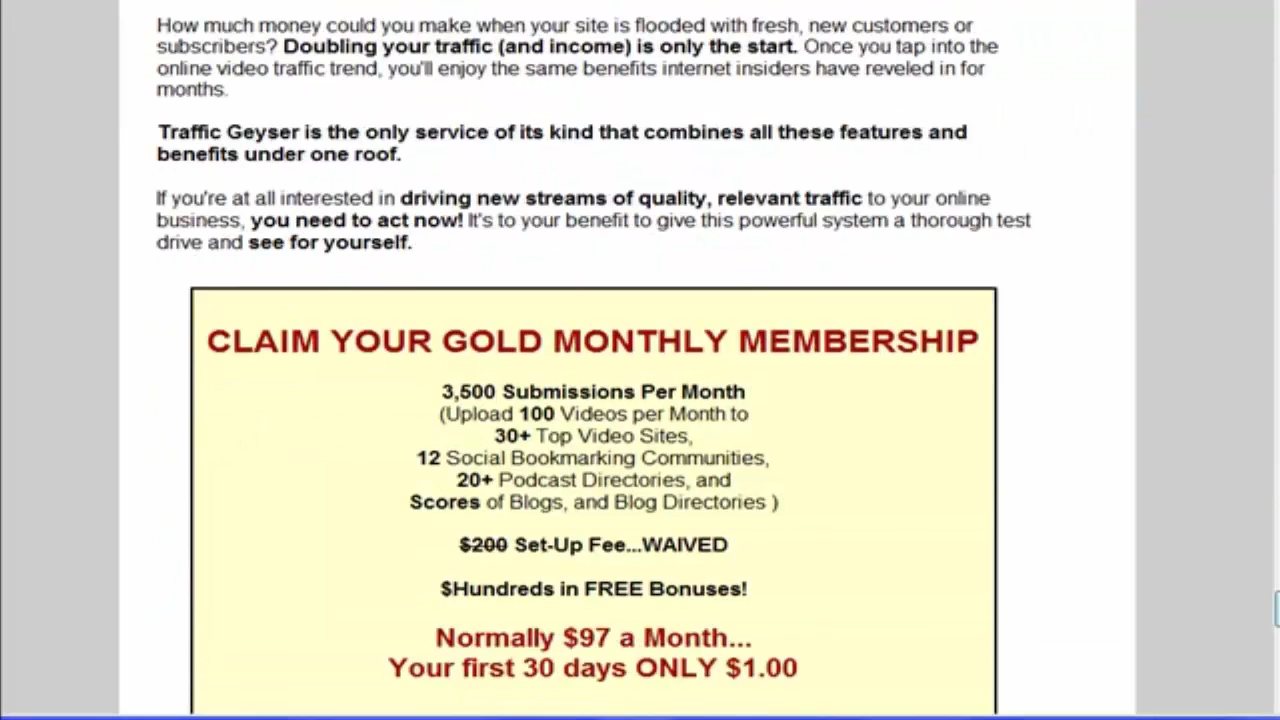 How much money could you make when your site is flooded with fresh, new customers or
subscribers? Doubling your traffic (and income) is only the start. Once you tap into the
online video traffic trend, you'll enjoy the same benefits internet insiders have reveled in for
months.
Traffic Geyser is the only service of its kind that combines all these features and
benefits under one roof.
If you're at all interested in driving new streams of quality, relevant traffic to your online
business, you need to act now! It's to your benefit to give this powerful system a thorough test
drive and see for yourself.
CLAIM YOUR GOLD MONTHLY MEMBERSHIP
3,500 Submissions Per Month
(Upload 100 Videos per Month to
30+ Top Video Sites,
12 Social Bookmarking Communities,
20+ Podcast Directories, and
Scores of Blogs, and Blog Directories )
$200 Set-Up Fee...WAIVED
$Hundreds in FREE Bonuses!
Normally $97 a Month...
Your first 30 days ONLY $1.00